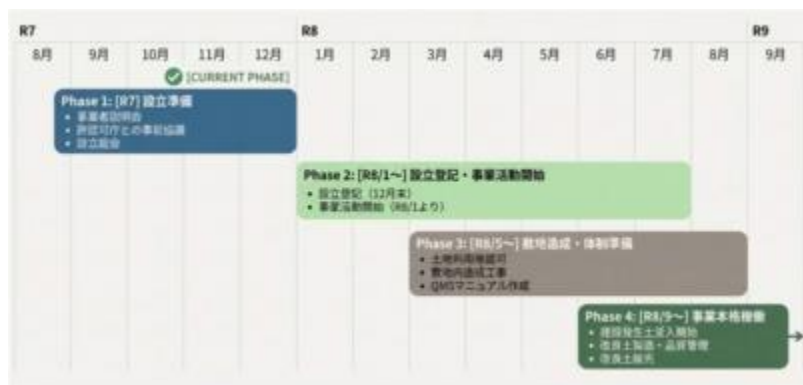 R7 R8 R9
8月 9月 10月 11月 12月 1月 2月 3月 4月 5月 6月 7月 8月 9月
[CURRENT PHASE]
Phase 1: [R7] 設立準備
• 事業者説明会
• 許認可庁との事前協議
• 設立総会
Phase 2: [R8/1~] 設立登記・事業活動開始
• 設立登記（12月末）
• 事業活動開始（R8/1より）
Phase 3: [R8/5~] 敷地造成・体制準備
• 土地利用等認可
• 敷地内造成工事
• QMSマニュアル作成
Phase 4: [R8/9~] 事業本格稼働
• 建設発生土受入開始
• 改良土製造・品質管理
• 改良土販売